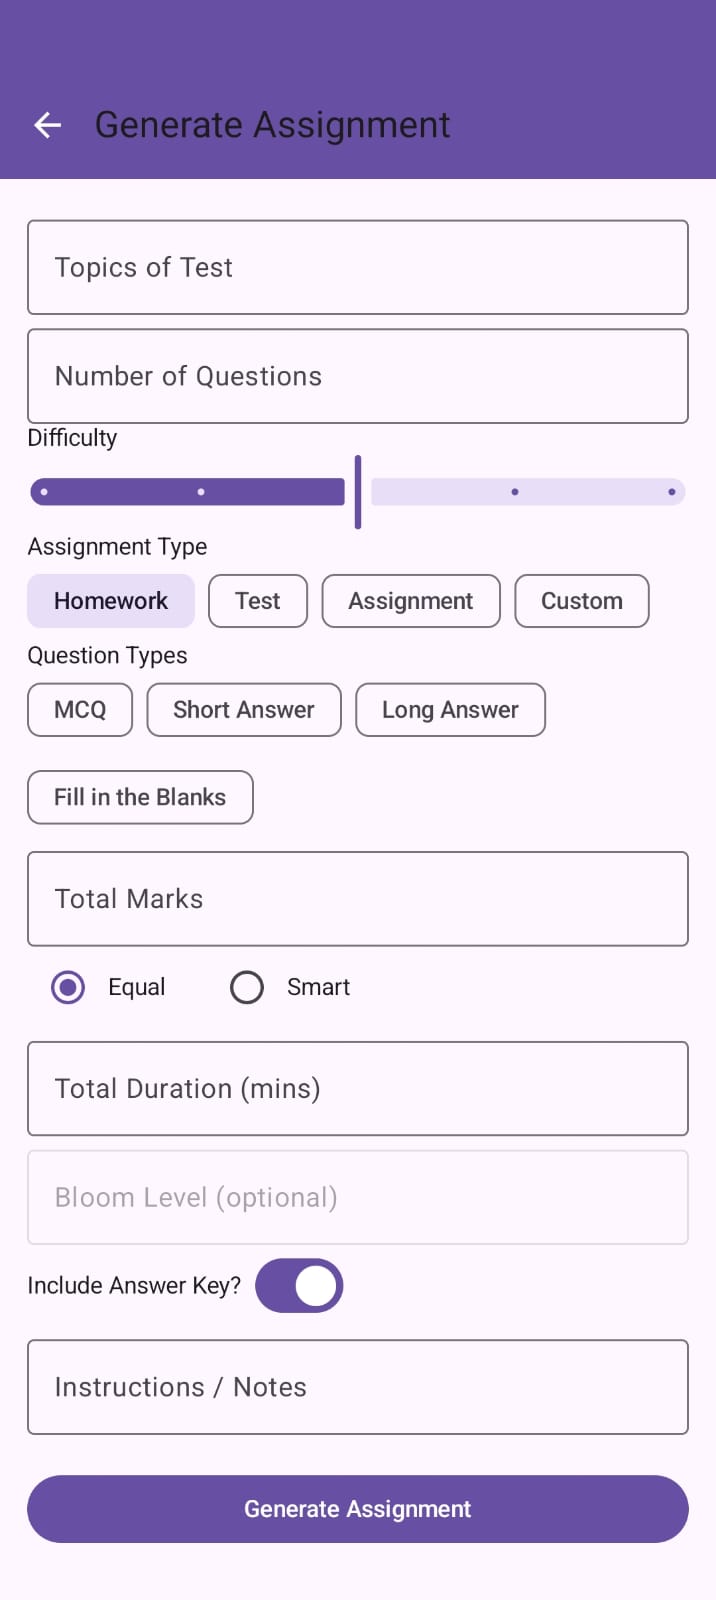 Generate Assignment
Topics of Test
Number of Questions
Difficulty
Assignment Type
Homework Test Assignment Custom
Question Types
MCQ Short Answer Long Answer
Fill in the Blanks
Total Marks
Equal Smart
Total Duration (mins)
Bloom Level (optional)
Include Answer Key?
Instructions / Notes
Generate Assignment